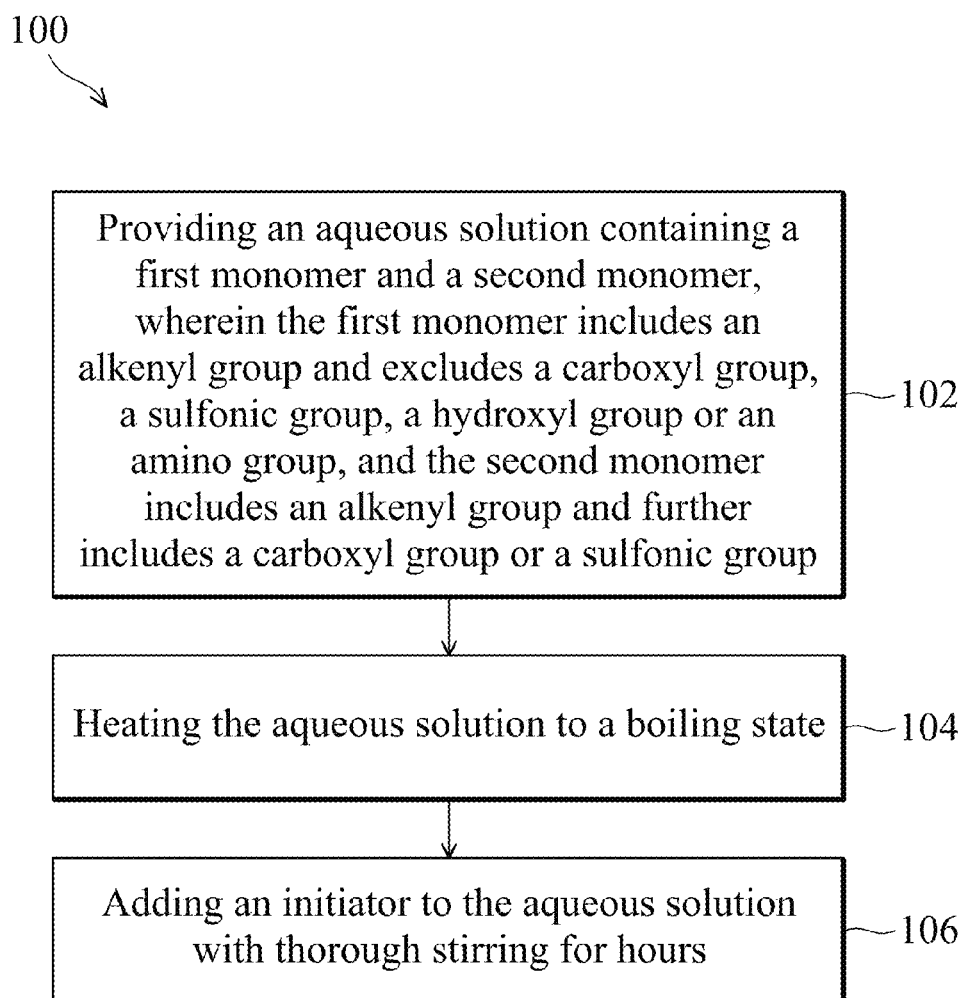 100
Providing an aqueous solution containing a
first monomer and a second monomer,
wherein the first monomer includes an
alkenyl group and excludes a carboxyl group,
a sulfonic group, a hydroxyl group or an
amino group, and the second monomer
includes an alkenyl group and further
includes a carboxyl group or a sulfonic group
102
Heating the aqueous solution to a boiling state
104
Adding an initiator to the aqueous solution
with thorough stirring for hours
106